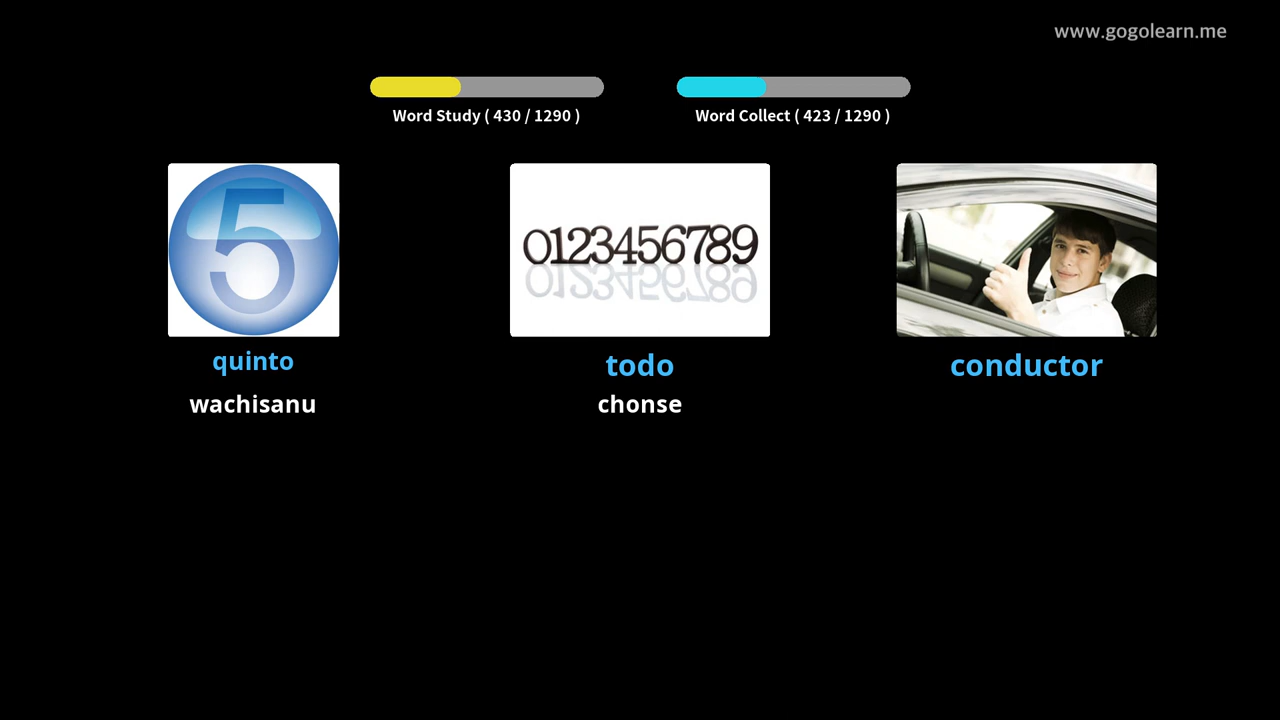 www.gogolearn.me
Word Study ( 430 / 1290 )
Word Collect ( 423 / 1290 )
5
0123456789
quinto
todo
conductor
wachisanu
chonse